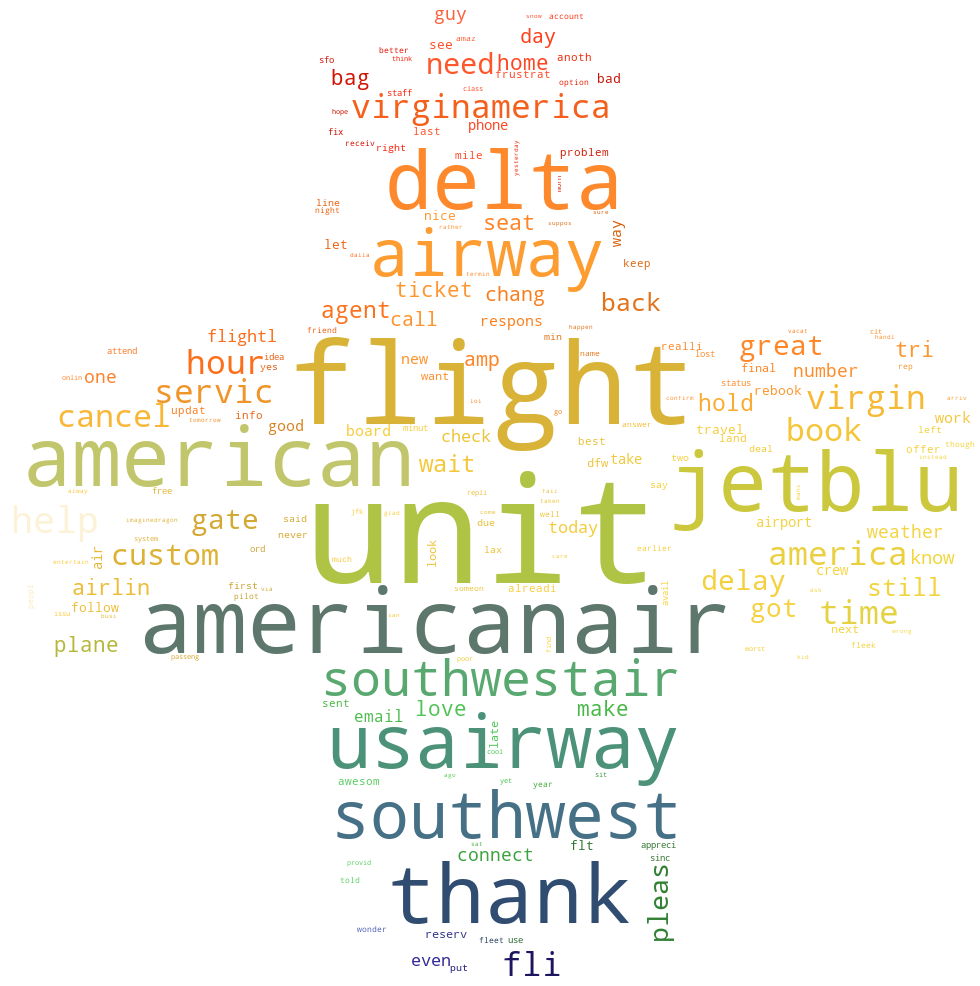 guy snow account
day
see amaz
better need home anoth
sfo think
frustrat
bag option bad
staff class
hope virginamerica
fix last phone
receiv right mile yesterday problem
delta
line
night nice seat suppos sure
rather way
let airway keep
dalla termin
ticket chang back
agent call respons
friend happen
flightl min vacat clt
attend idea flight name realli lost great handi tri
hour yes new amp
onlin one want final number rep
servic status rebook
cancel updat info ioi go confirm hold virgin arriv
tomorrow good board minut answer travel book work
american check best land left
deal offer though
wait dfw take two instead
jetblu
alway free repli fail say
help imaginedragon gate said jfk glad unit taken
come well today airport weather
system never due
custom air ord look lax earlier america know
entertain much care crew
airlin first via someon alreadi avail delay ask still
pilot
follow issu busi americanair van got time
next wrong
plane find fleek
passeng poor worst kid
southwestair
sent email love make
usairway late
cool
awesom ago yet year sit
southwest
sat flt appreci
connect sinc
provid
told thank pleas
wonder reserv fleet use
even put fli